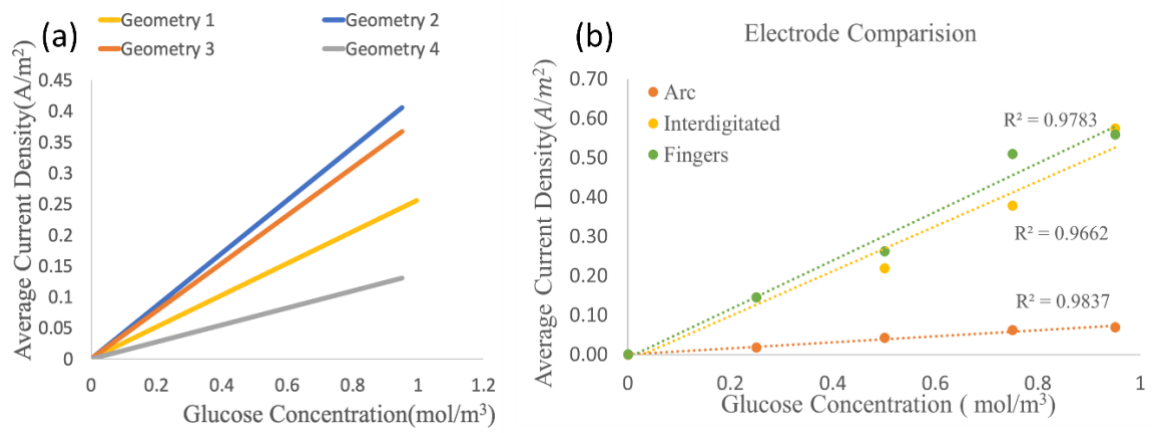 (a)
Geometry 1
Geometry 2
Geometry 3
Geometry 4
Average Current Density(A/m²)
0.45
0.4
0.35
0.3
0.25
0.2
0.15
0.1
0.05
0
0 0.2 0.4 0.6 0.8 1 1.2
Glucose Concentration(mol/m³)
(b)
Electrode Comparision
Average Current Density(A/m²)
0.70
0.60
0.50
0.40
0.30
0.20
0.10
0.00
Arc
Interdigitated
Fingers
R² = 0.9783
R² = 0.9662
R² = 0.9837
0 0.2 0.4 0.6 0.8 1
Glucose Concentration ( mol/m³)